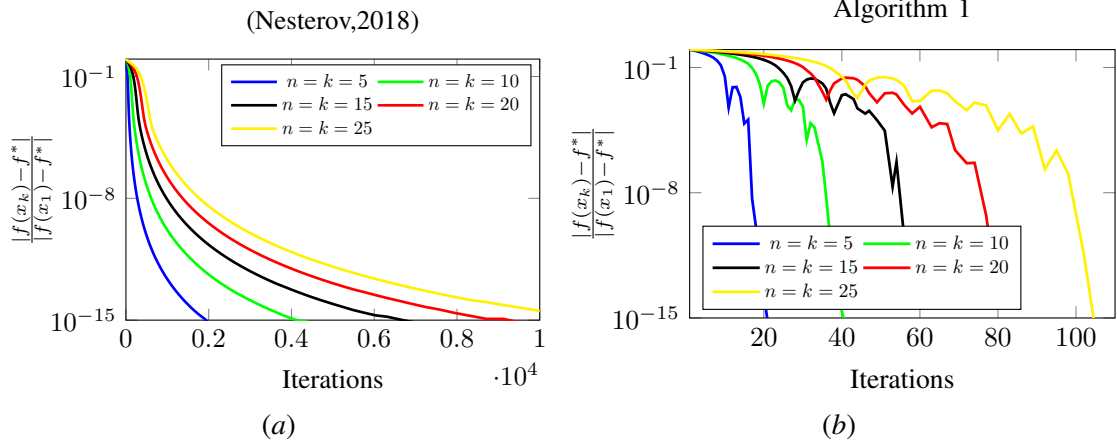 (Nesterov,2018)
|f(x_k)−f*|
|f(x_1)−f*|
10^−1
10^−8
10^−15
n = k = 5
n = k = 10
n = k = 15
n = k = 20
n = k = 25
0
0.2
0.4
0.6
0.8
1
·10^4
Iterations
(a)
Algorithm 1
|f(x_k)−f*|
|f(x_1)−f*|
10^−1
10^−8
10^−15
n = k = 5
n = k = 10
n = k = 15
n = k = 20
n = k = 25
20
40
60
80
100
Iterations
(b)